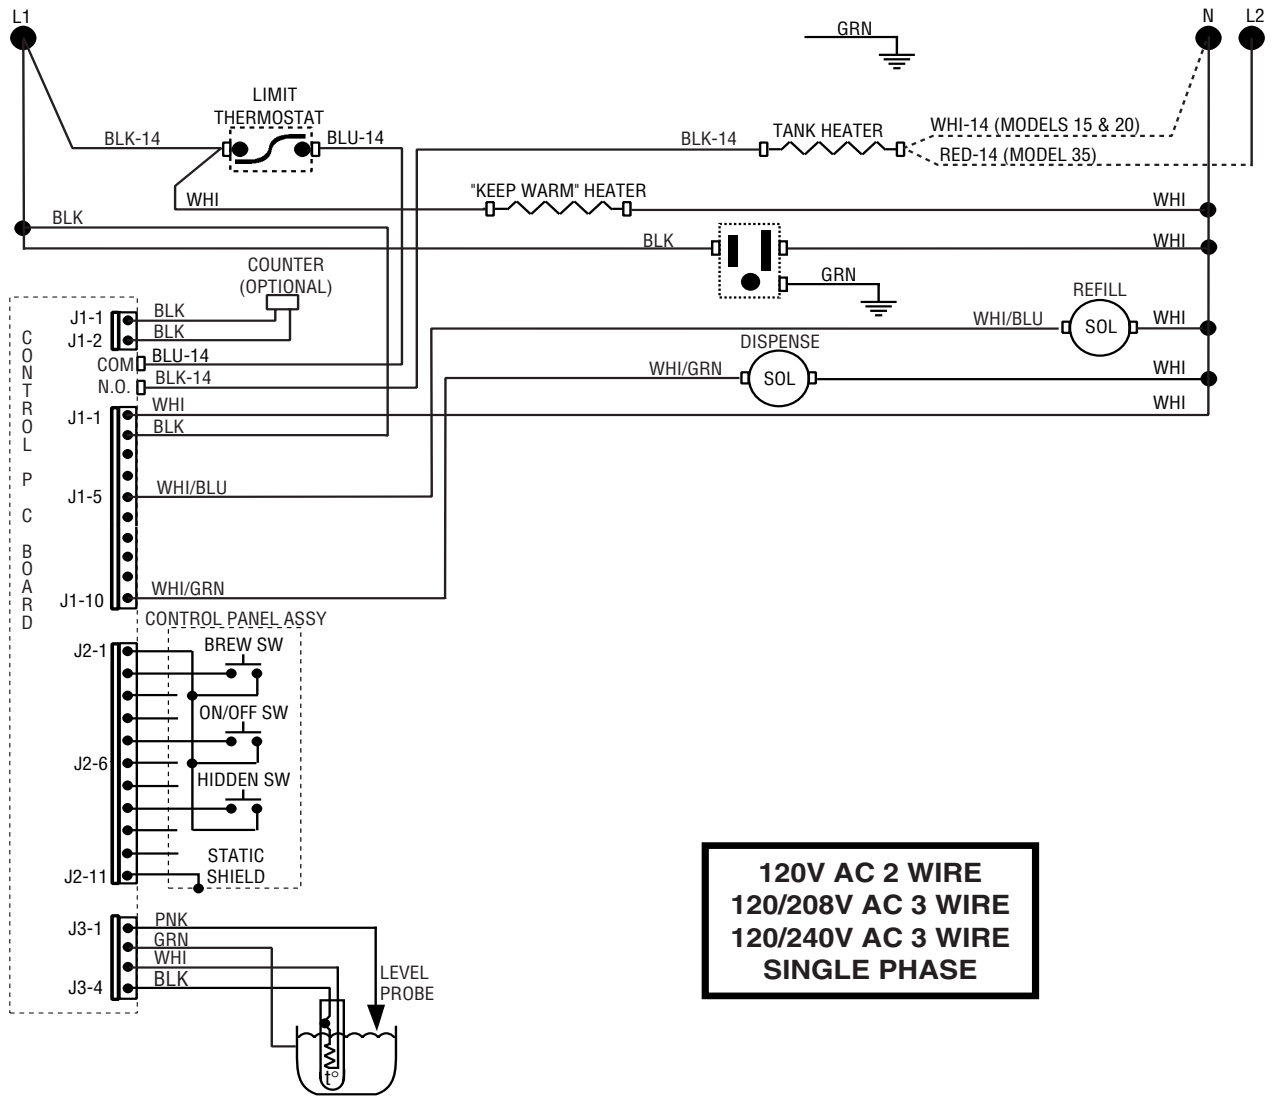 L1
N
L2
GRN
LIMIT
THERMOSTAT
BLK-14
BLU-14
BLK-14
TANK HEATER
WHI-14 (MODELS 15 & 20)
RED-14 (MODEL 35)
"KEEP WARM" HEATER
WHI
WHI
BLK
BLK
WHI
COUNTER
(OPTIONAL)
GRN
REFILL
J1-1
BLK
WHI/BLU
SOL
WHI
J1-2
BLK
DISPENSE
COM
BLU-14
WHI/GRN
SOL
WHI
N.O.
BLK-14
WHI
WHI
J1-1
BLK
CONTROL PC BOARD
J1-5
WHI/BLU
J1-10
WHI/GRN
CONTROL PANEL ASSY
J2-1
BREW SW
ON/OFF SW
J2-6
HIDDEN SW
STATIC
SHIELD
J2-11
120V AC 2 WIRE
120/208V AC 3 WIRE
120/240V AC 3 WIRE
SINGLE PHASE
J3-1
PNK
GRN
WHI
J3-4
BLK
LEVEL
PROBE
t°